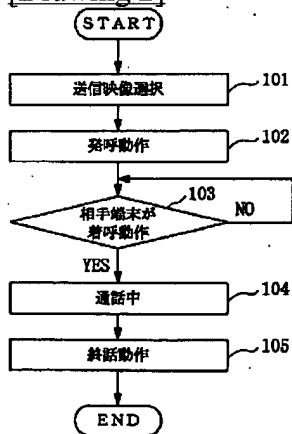 START
送信映像選択
101
発呼動作
102
103
相手端末が
着呼動作
NO
YES
通話中
104
終話動作
105
END